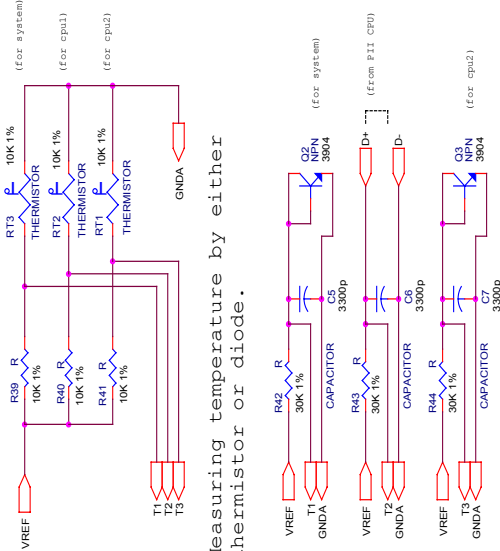 (for system)
RT3
10K 1%
THERMISTOR
R39
R
10K 1%
VREF
(for cpu1)
RT2
10K 1%
THERMISTOR
R40
R
10K 1%
(for cpu2)
RT1
10K 1%
THERMISTOR
R41
R
10K 1%
T1
T2
T3
GNDA
Measuring temperature by either
thermistor or diode.
VREF
R42
R
30K 1%
T1
GNDA
CAPACITOR
C5
3300p
Q2
NPN
3904
(for system)
VREF
R43
R
30K 1%
T2
GNDA
CAPACITOR
C6
3300p
D+
D-
(from PII CPU)
VREF
R44
R
30K 1%
T3
GNDA
CAPACITOR
C7
3300p
Q3
NPN
3904
(for cpu2)